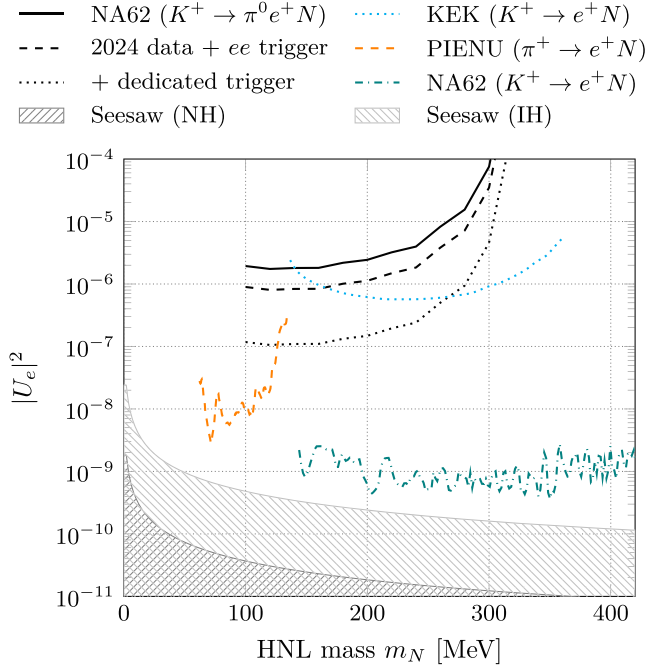 NA62 (K⁺ → π⁰e⁺N)
2024 data + ee trigger
+ dedicated trigger
Seesaw (NH)
KEK (K⁺ → e⁺N)
PIENU (π⁺ → e⁺N)
NA62 (K⁺ → e⁺N)
Seesaw (IH)
10⁻⁴
10⁻⁵
10⁻⁶
10⁻⁷
10⁻⁸
10⁻⁹
10⁻¹⁰
10⁻¹¹
|Uₑ|²
0 100 200 300 400
HNL mass m_N [MeV]